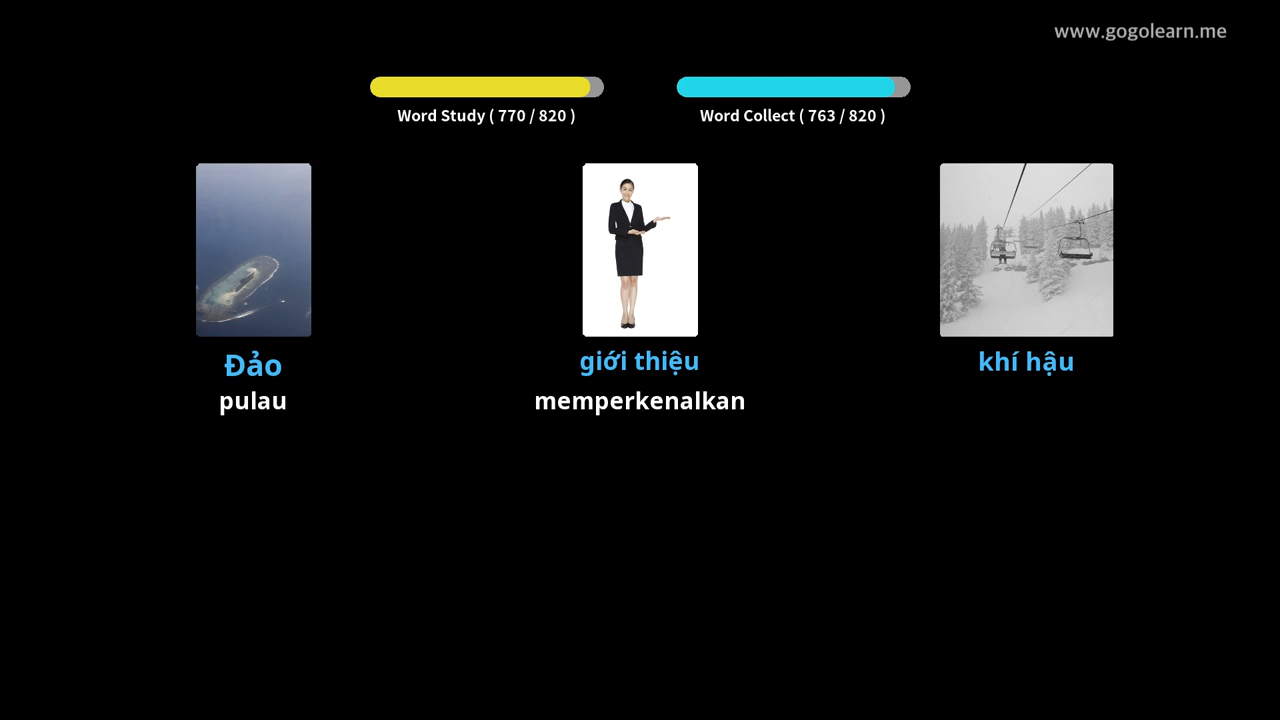 www.gogolearn.me
Word Study ( 770 / 820 )
Word Collect ( 763 / 820 )
Đảo
giới thiệu
khí hậu
pulau
memperkenalkan